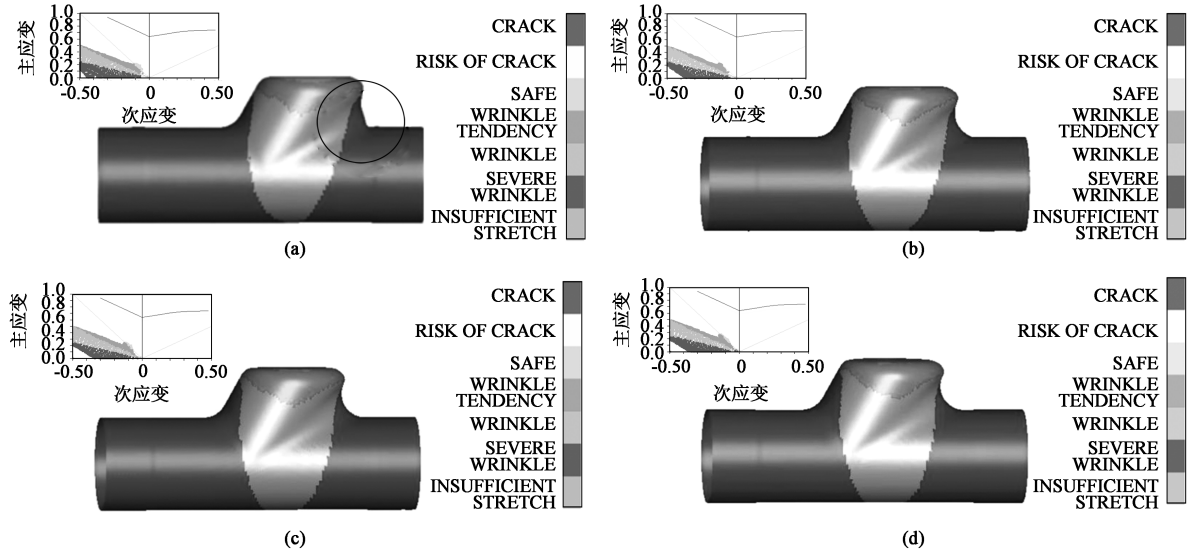 主应变
1.0
0.8
0.6
0.4
0.2
0.0
-0.50
0
0.50
次应变
CRACK
RISK OF CRACK
SAFE
WRINKLE
TENDENCY
WRINKLE
SEVERE
WRINKLE
INSUFFICIENT
STRETCH
(a)
主应变
1.0
0.8
0.6
0.4
0.2
0.0
-0.50
0
0.50
次应变
CRACK
RISK OF CRACK
SAFE
WRINKLE
TENDENCY
WRINKLE
SEVERE
WRINKLE
INSUFFICIENT
STRETCH
(b)
主应变
1.0
0.8
0.6
0.4
0.2
0.0
-0.50
0
0.50
次应变
CRACK
RISK OF CRACK
SAFE
WRINKLE
TENDENCY
WRINKLE
SEVERE
WRINKLE
INSUFFICIENT
STRETCH
(c)
主应变
1.0
0.8
0.6
0.4
0.2
0.0
-0.50
0
0.50
次应变
CRACK
RISK OF CRACK
SAFE
WRINKLE
TENDENCY
WRINKLE
SEVERE
WRINKLE
INSUFFICIENT
STRETCH
(d)